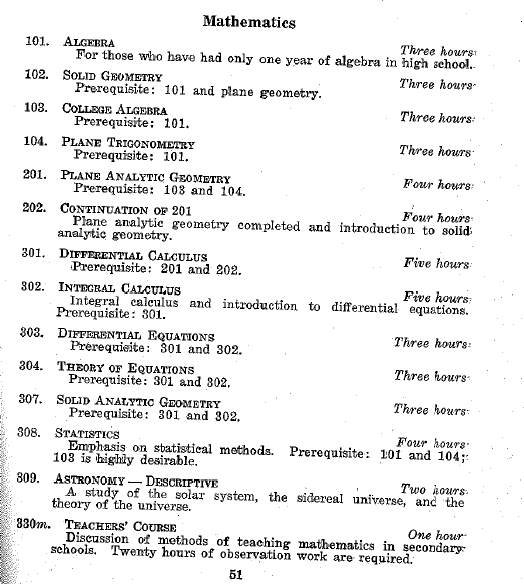 Mathematics
101. ALGEBRA Three hours
For those who have had only one year of algebra in high school.
102. SOLID GEOMETRY Three hours
Prerequisite: 101 and plane geometry.
103. COLLEGE ALGEBRA Three hours
Prerequisite: 101.
104. PLANE TRIGONOMETRY Three hours
Prerequisite: 101.
201. PLANE ANALYTIC GEOMETRY Four hours
Prerequisite: 103 and 104.
202. CONTINUATION OF 201 Four hours
Plane analytic geometry completed and introduction to solid
analytic geometry.
301. DIFFERENTIAL CALCULUS Five hours
Prerequisite: 201 and 202.
302. INTEGRAL CALCULUS Five hours
Integral calculus and introduction to differential equations.
Prerequisite: 301.
303. DIFFERENTIAL EQUATIONS Three hours
Prerequisite: 301 and 302.
304. THEORY OF EQUATIONS Three hours
Prerequisite: 301 and 302.
307. SOLID ANALYTIC GEOMETRY Three hours
Prerequisite: 301 and 302.
308. STATISTICS Four hours
Emphasis on statistical methods. Prerequisite: 101 and 104;
103 is highly desirable.
309. ASTRONOMY — DESCRIPTIVE Two hours
A study of the solar system, the sidereal universe, and the
theory of the universe.
330m. TEACHERS' COURSE One hour
Discussion of methods of teaching mathematics in secondary
schools. Twenty hours of observation work are required.
51